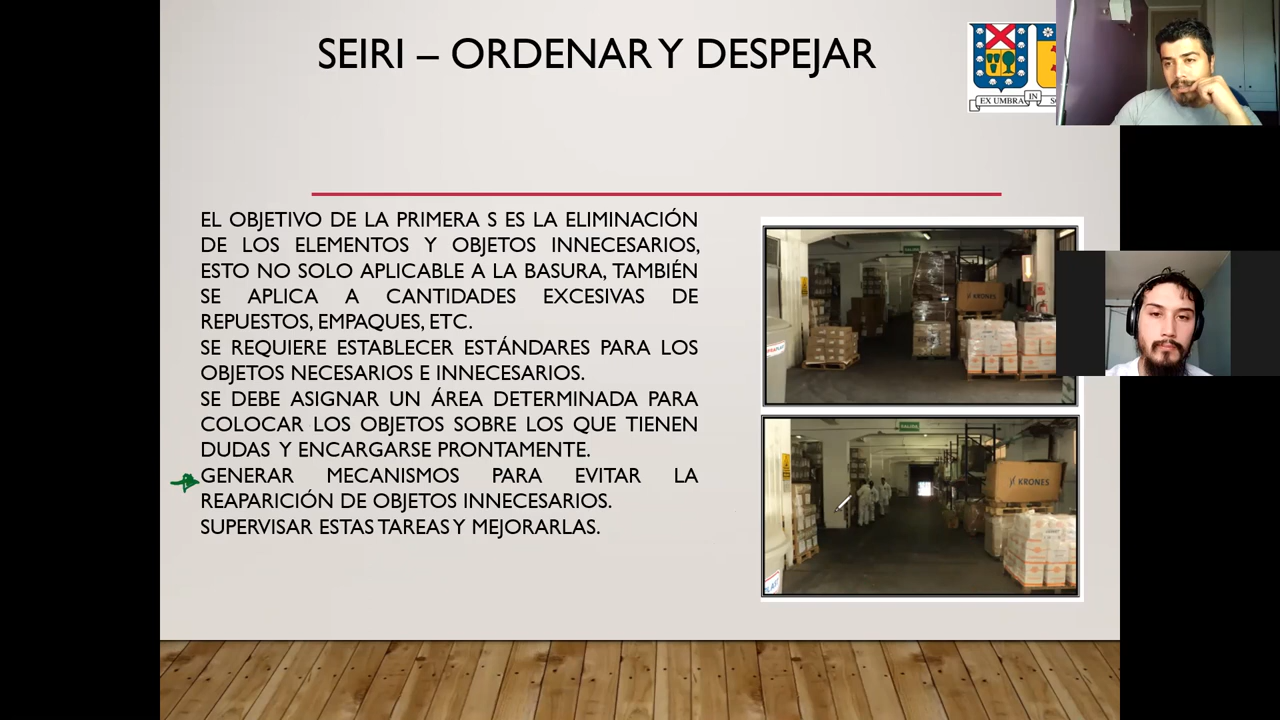 SEIRI – ORDENAR Y DESPEJAR
EX UMBRA IN
EL OBJETIVO DE LA PRIMERA S ES LA ELIMINACIÓN
DE LOS ELEMENTOS Y OBJETOS INNECESARIOS,
ESTO NO SOLO APLICABLE A LA BASURA, TAMBIÉN
SE APLICA A CANTIDADES EXCESIVAS DE
REPUESTOS, EMPAQUES, ETC.
SE REQUIERE ESTABLECER ESTÁNDARES PARA LOS
OBJETOS NECESARIOS E INNECESARIOS.
SE DEBE ASIGNAR UN ÁREA DETERMINADA PARA
COLOCAR LOS OBJETOS SOBRE LOS QUE TIENEN
DUDAS Y ENCARGARSE PRONTAMENTE.
GENERAR MECANISMOS PARA EVITAR LA
REAPARICIÓN DE OBJETOS INNECESARIOS.
SUPERVISAR ESTAS TAREAS Y MEJORARLAS.
KRONES
SALIDA
KRONES